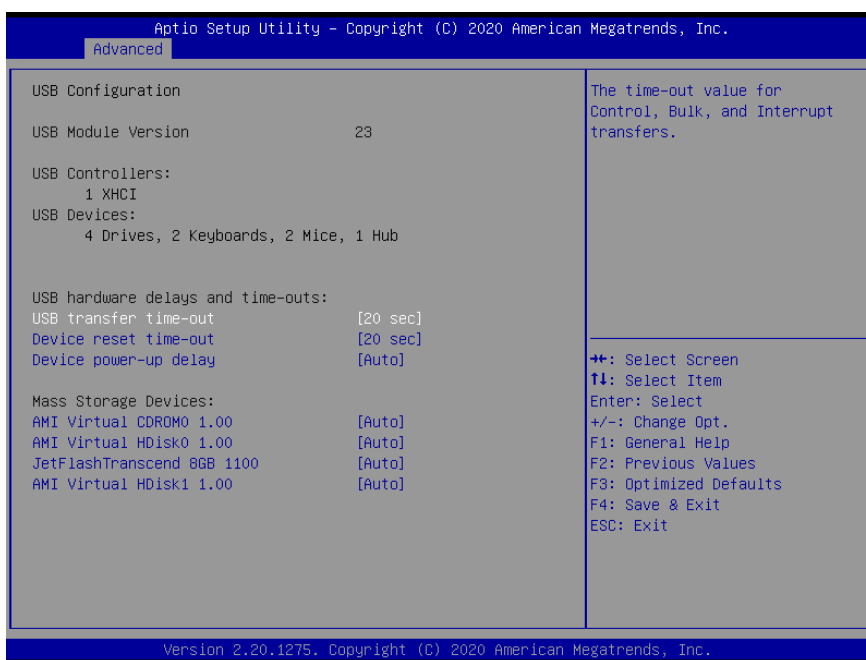 Aptio Setup Utility – Copyright (C) 2020 American Megatrends, Inc.
Advanced
USB Configuration
USB Module Version 23
USB Controllers:
1 XHCI
USB Devices:
4 Drives, 2 Keyboards, 2 Mice, 1 Hub
USB hardware delays and time-outs:
USB transfer time-out [20 sec]
Device reset time-out [20 sec]
Device power-up delay [Auto]
Mass Storage Devices:
AMI Virtual CDROM0 1.00 [Auto]
AMI Virtual HDisk0 1.00 [Auto]
JetFlashTranscend 8GB 1100 [Auto]
AMI Virtual HDisk1 1.00 [Auto]
The time-out value for
Control, Bulk, and Interrupt
transfers.
→←: Select Screen
↑↓: Select Item
Enter: Select
+/-: Change Opt.
F1: General Help
F2: Previous Values
F3: Optimized Defaults
F4: Save & Exit
ESC: Exit
Version 2.20.1275. Copyright (C) 2020 American Megatrends, Inc.